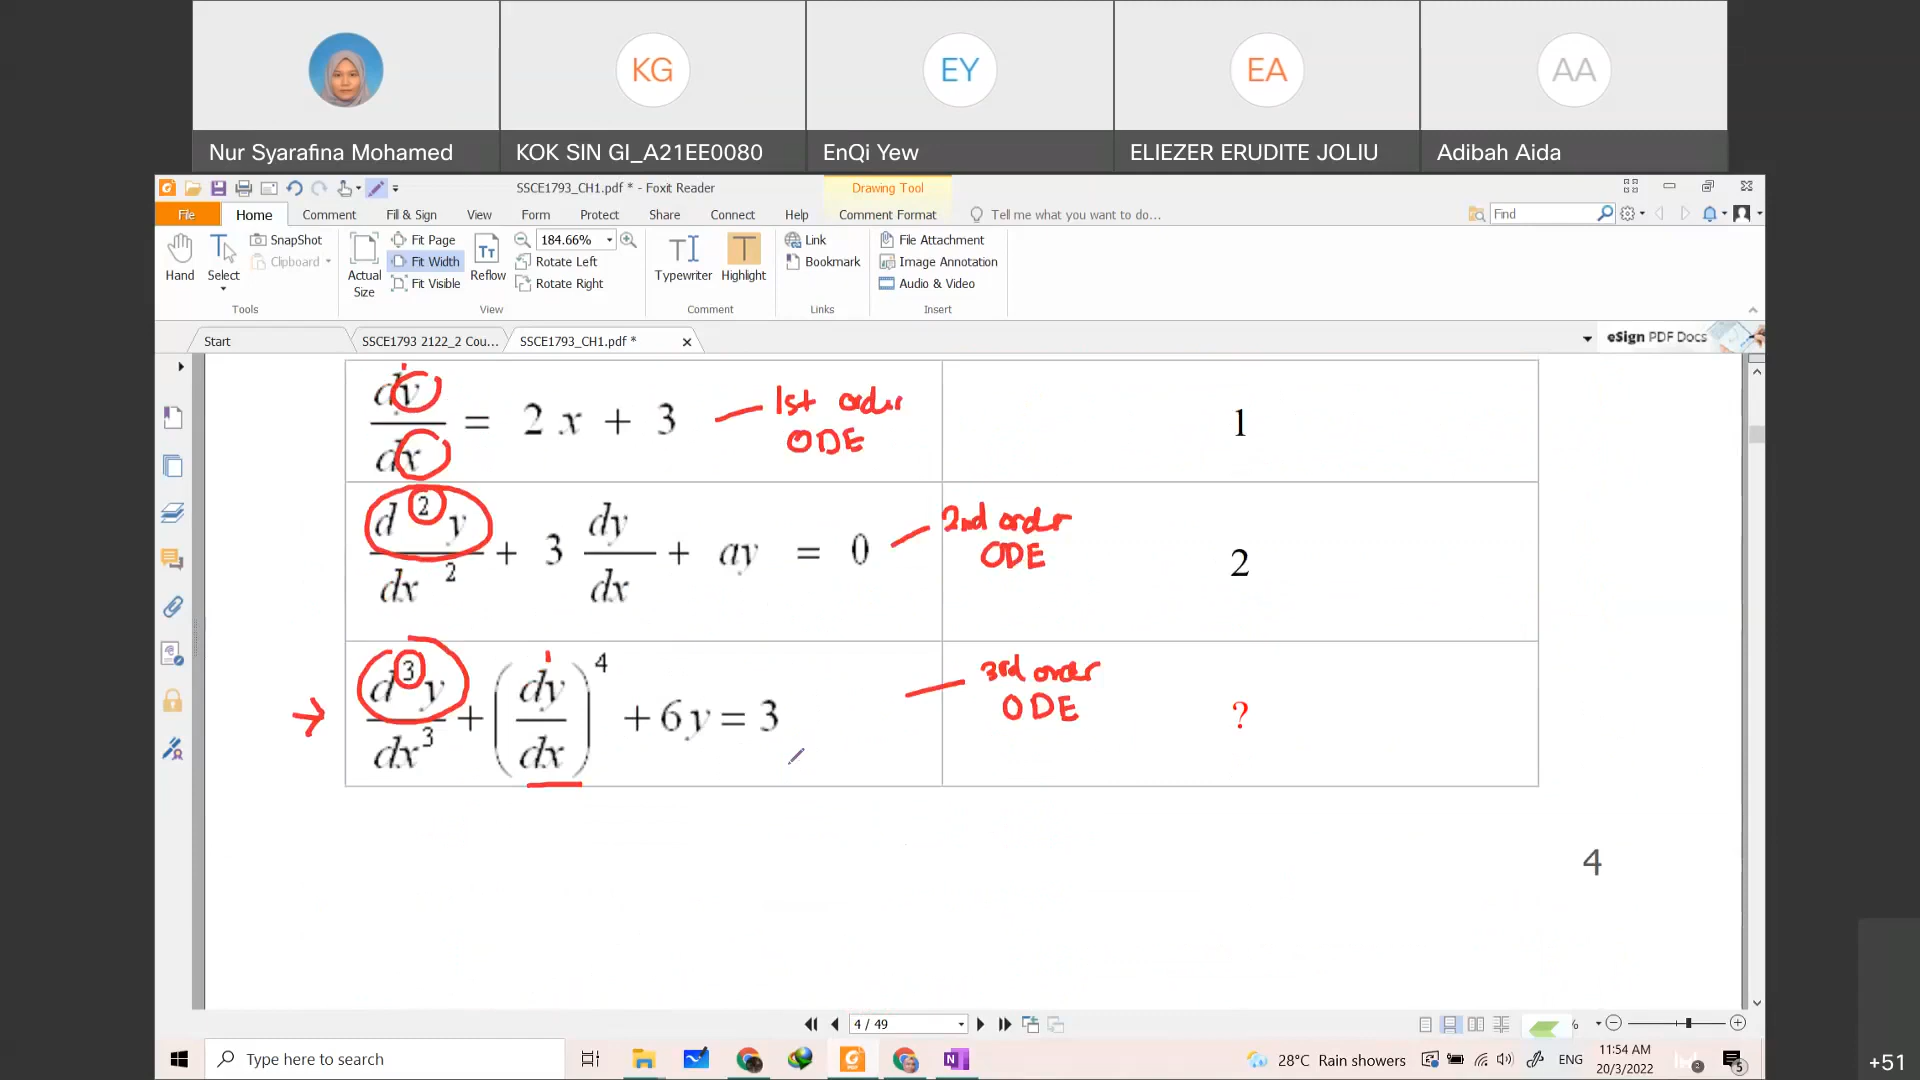 KG
EY
EA
AA
Nur Syarafina Mohamed
KOK SIN GI_A21EE0080
EnQi Yew
ELIEZER ERUDITE JOLIU
Adibah Aida
SSCE1793_CH1.pdf * - Foxit Reader
Drawing Tool
File Home Comment Fill & Sign View Form Protect Share Connect Help Comment Format Tell me what you want to do... Find
Hand
Select
SnapShot
Clipboard
Tools
Actual Size
Fit Page
Fit Width
Fit Visible
Reflow
184.66%
Rotate Left
Rotate Right
View
Typewriter
Highlight
Comment
Link
Bookmark
Links
File Attachment
Image Annotation
Audio & Video
Insert
Start
SSCE1793 2122_2 Cou...
SSCE1793_CH1.pdf *
eSign PDF Docs
dy/dx = 2x + 3
1st order
ODE
1
d²y/dx² + 3 dy/dx + ay = 0
2nd order
ODE
2
d³y/dx³ + (dy/dx)⁴ + 6y = 3
3rd order
ODE
?
4
4 / 49
%
Type here to search
28°C Rain showers
ENG
11:54 AM
20/3/2022
2
5
+51